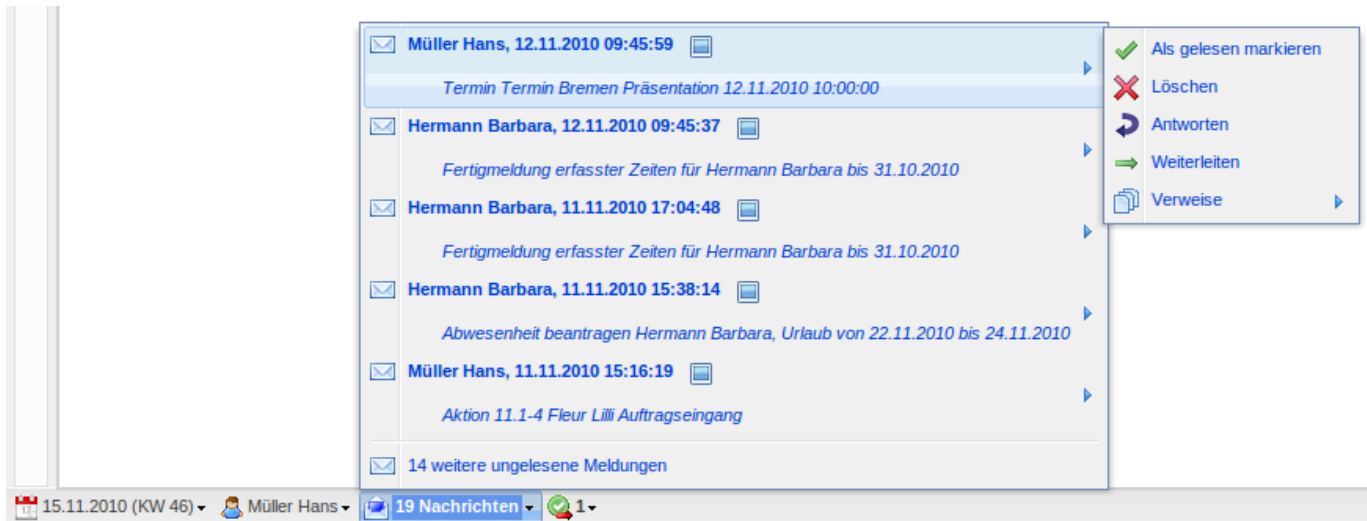 Müller Hans, 12.11.2010 09:45:59
Termin Termin Bremen Präsentation 12.11.2010 10:00:00
Hermann Barbara, 12.11.2010 09:45:37
Fertigmeldung erfasster Zeiten für Hermann Barbara bis 31.10.2010
Hermann Barbara, 11.11.2010 17:04:48
Fertigmeldung erfasster Zeiten für Hermann Barbara bis 31.10.2010
Hermann Barbara, 11.11.2010 15:38:14
Abwesenheit beantragen Hermann Barbara, Urlaub von 22.11.2010 bis 24.11.2010
Müller Hans, 11.11.2010 15:16:19
Aktion 11.1-4 Fleur Lilli Auftragseingang
14 weitere ungelesene Meldungen
Als gelesen markieren
Löschen
Antworten
Weiterleiten
Verweise
15.11.2010 (KW 46) Müller Hans 19 Nachrichten 1